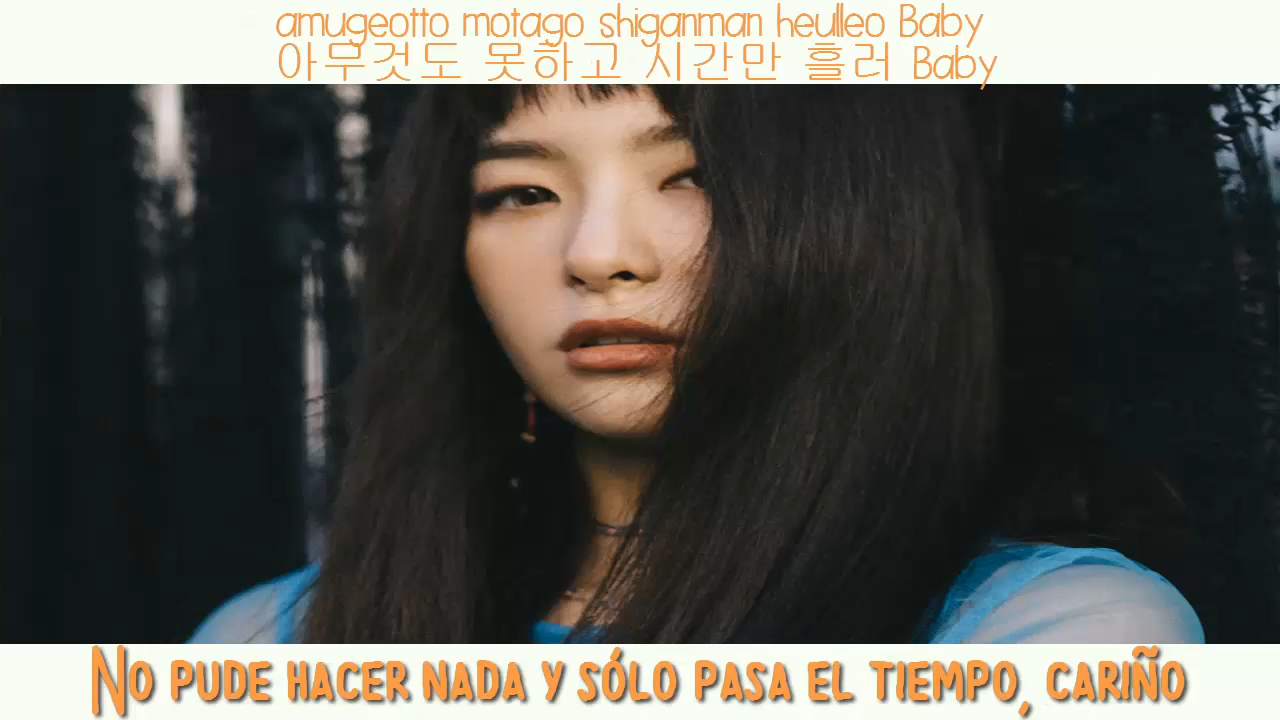 amugeotto motago shiganman heulleo Baby
아무것도 못하고 시간만 흘러 Baby
No pude hacer nada y sólo pasa el tiempo, cariño